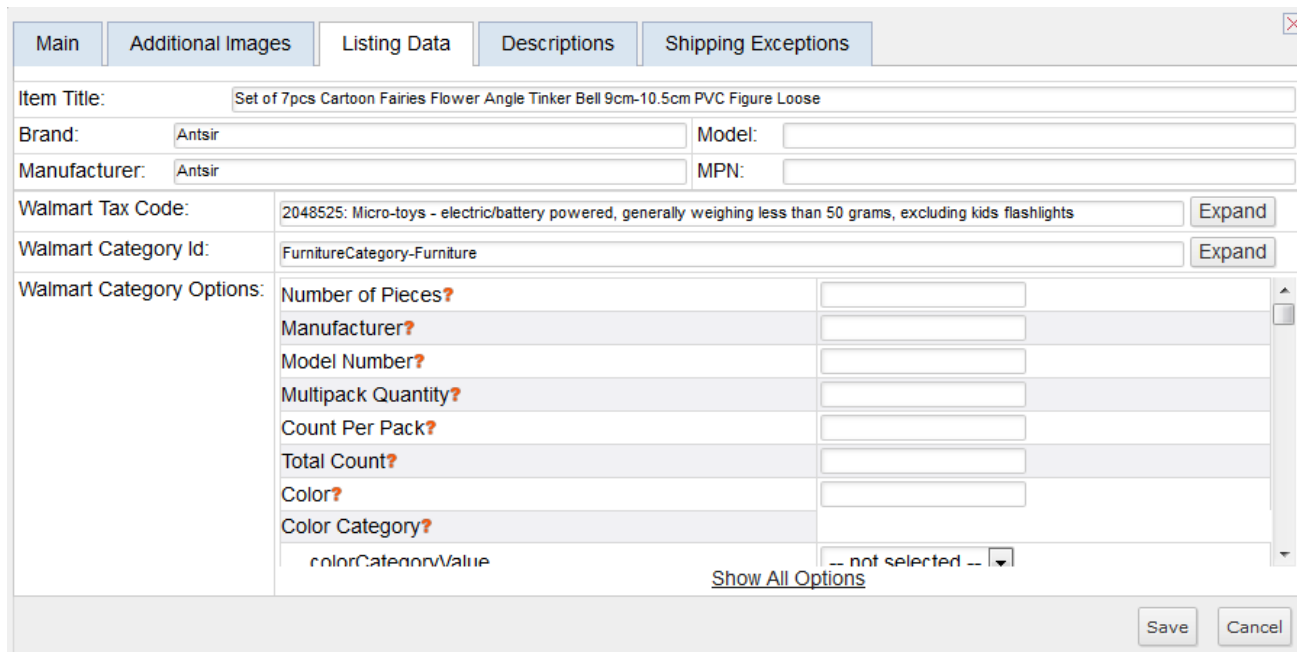 Main Additional Images Listing Data Descriptions Shipping Exceptions
Item Title: Set of 7pcs Cartoon Fairies Flower Angle Tinker Bell 9cm-10.5cm PVC Figure Loose
Brand: Antsir Model:
Manufacturer: Antsir MPN:
Walmart Tax Code: 2048525: Micro-toys - electric/battery powered, generally weighing less than 50 grams, excluding kids flashlights Expand
Walmart Category Id: FurnitureCategory-Furniture Expand
Walmart Category Options: Number of Pieces?
Manufacturer?
Model Number?
Multipack Quantity?
Count Per Pack?
Total Count?
Color?
Color Category?
colorCategoryValue -- not selected --
Show All Options
Save Cancel